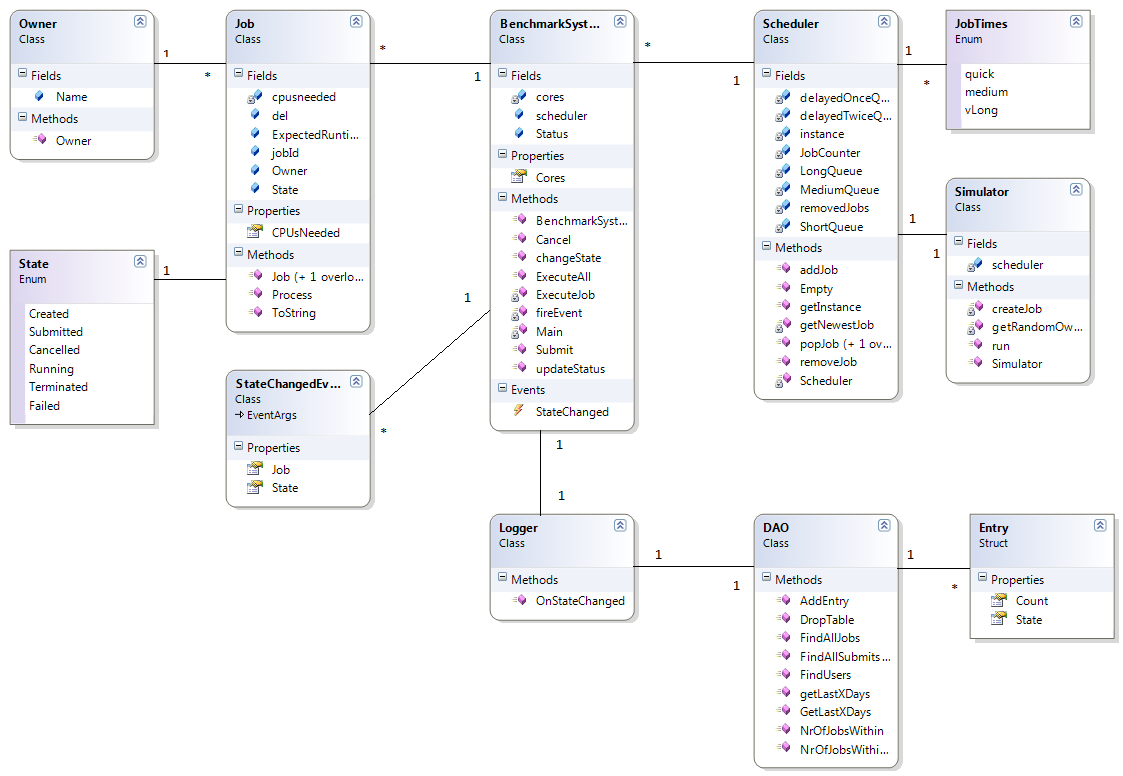 Owner
Class
Fields
Name
Methods
Owner
1
*
Job
Class
Fields
cpusneeded
del
ExpectedRunti...
jobId
Owner
State
Properties
CPUsNeeded
Methods
Job (+ 1 overlo...
Process
ToString
*
1
BenchmarkSyst...
Class
Fields
cores
scheduler
Status
Properties
Cores
Methods
BenchmarkSyst...
Cancel
changeState
ExecuteAll
ExecuteJob
fireEvent
Main
Submit
updateStatus
Events
StateChanged
*
1
Scheduler
Class
Fields
delayedOnceQ...
delayedTwiceQ...
instance
JobCounter
LongQueue
MediumQueue
removedJobs
ShortQueue
Methods
addJob
Empty
getInstance
getNewestJob
popJob (+ 1 ov...
removeJob
Scheduler
1
*
JobTimes
Enum
quick
medium
vLong
1
1
Simulator
Class
Fields
scheduler
Methods
createJob
getRandomOw...
run
Simulator
State
Enum
Created
Submitted
Cancelled
Running
Terminated
Failed
1
StateChangedEv...
Class
EventArgs
Properties
Job
State
1
*
1
1
Logger
Class
Methods
OnStateChanged
1
1
DAO
Class
Methods
AddEntry
DropTable
FindAllJobs
FindAllSubmits...
FindUsers
getLastXDays
GetLastXDays
NrOfJobsWithin
NrOfJobsWithi...
1
*
Entry
Struct
Properties
Count
State